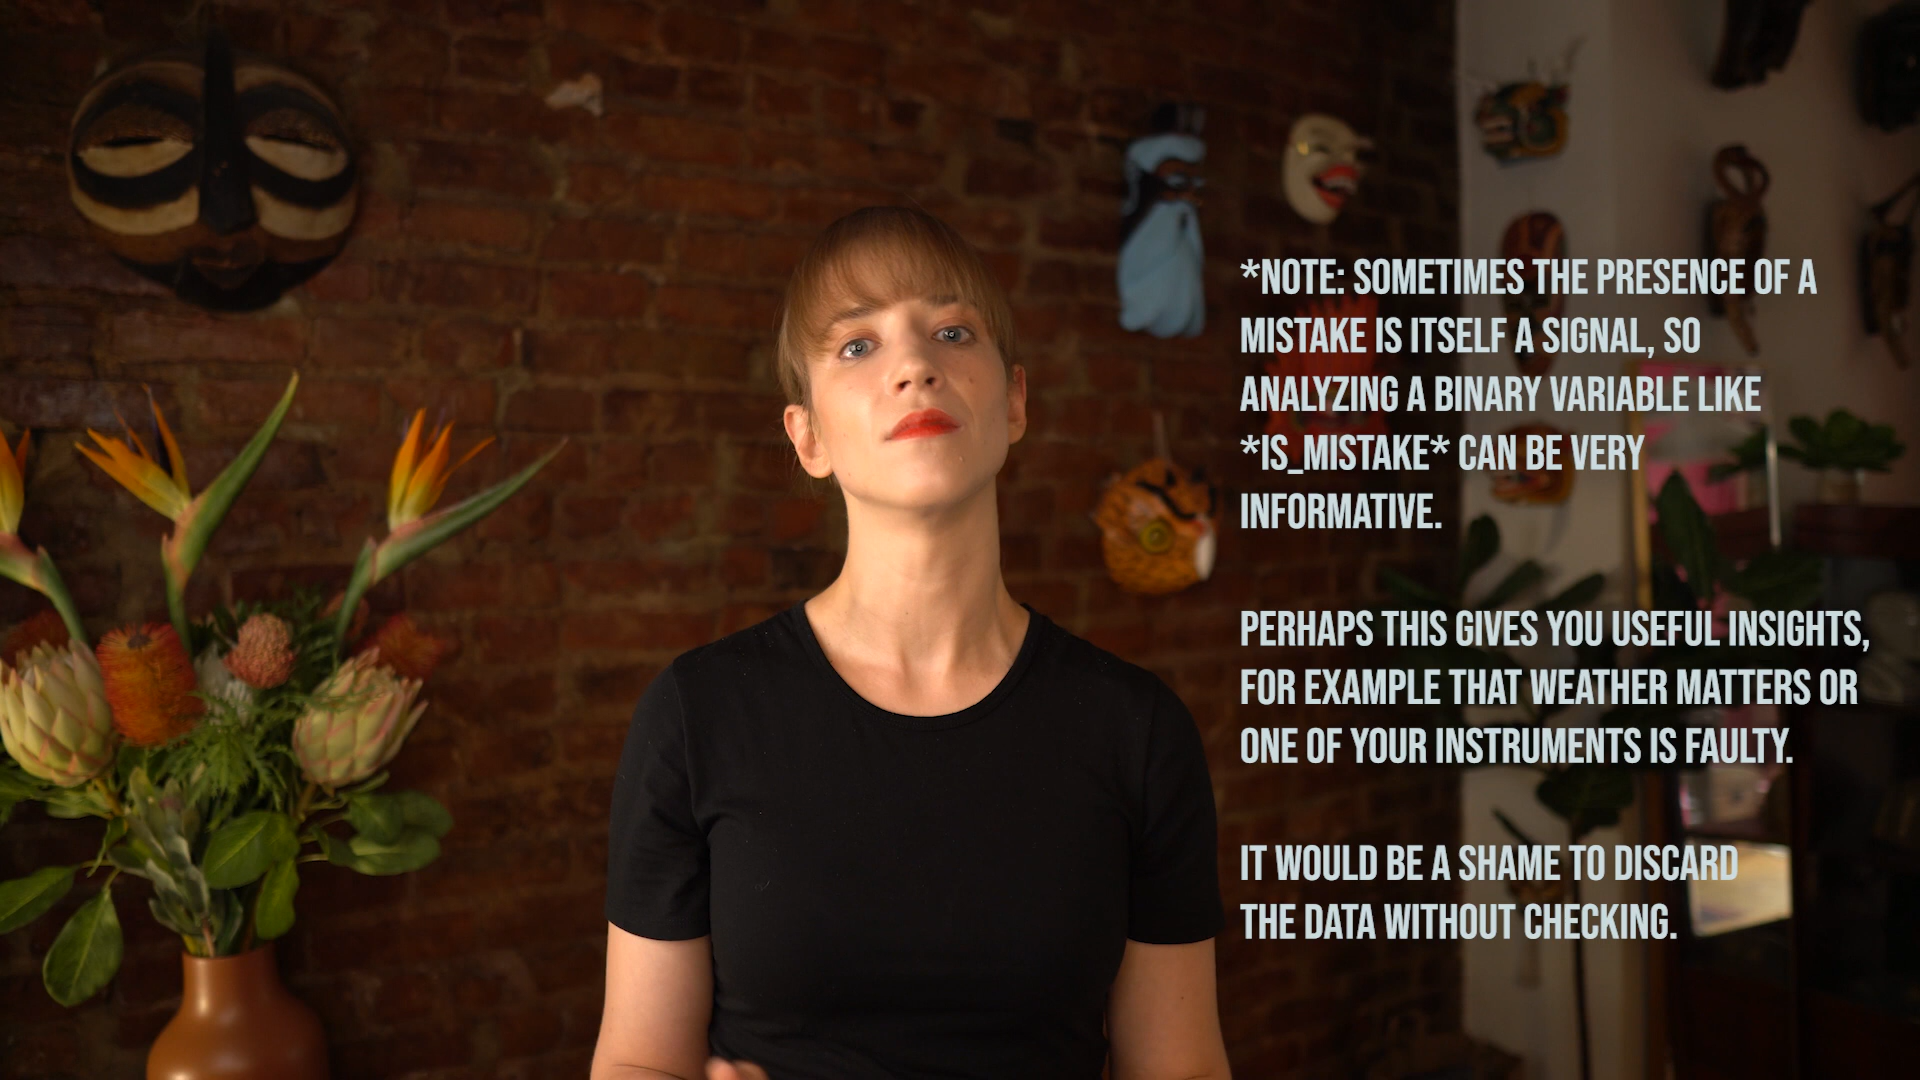 *NOTE: SOMETIMES THE PRESENCE OF A
MISTAKE IS ITSELF A SIGNAL, SO
ANALYZING A BINARY VARIABLE LIKE
*IS_MISTAKE* CAN BE VERY
INFORMATIVE.
PERHAPS THIS GIVES YOU USEFUL INSIGHTS,
FOR EXAMPLE THAT WEATHER MATTERS OR
ONE OF YOUR INSTRUMENTS IS FAULTY.
IT WOULD BE A SHAME TO DISCARD
THE DATA WITHOUT CHECKING.